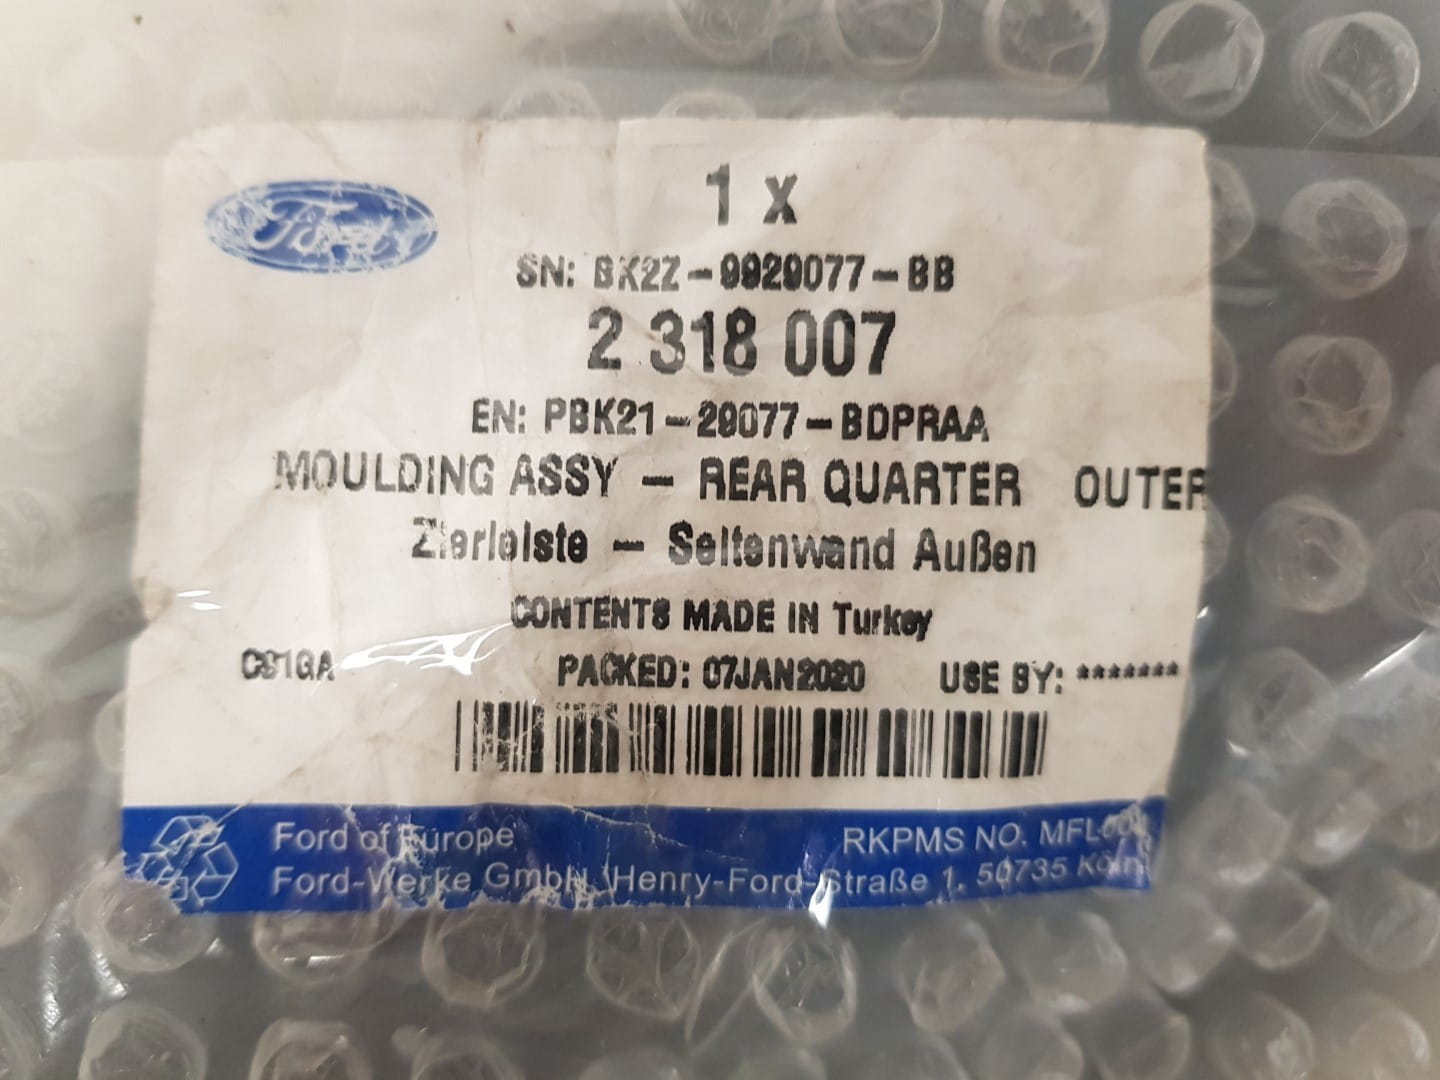 Ford
1 x
SN: BK2Z-9929077-BB
2 318 007
EN: PBK21-29077-BDPRAA
MOULDING ASSY - REAR QUARTER OUTER
Zierleiste - Seitenwand Außen
CONTENTS MADE IN Turkey
PACKED: 07JAN2020 USE BY: *******
Ford of Europe
RKPMS NO.
Ford-Werke GmbH, Henry-Ford-Straße 1, 50735 Köln